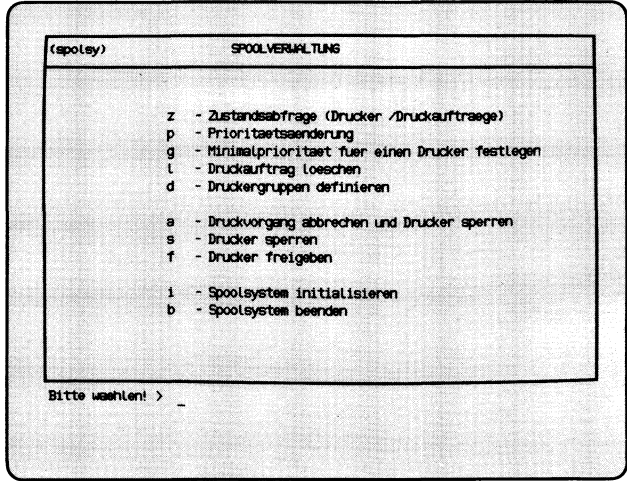 (spolsy) SPOOLVERWALTUNG
z - Zustandsabfrage (Drucker /Druckauftraege)
p - Prioritaetsaenderung
g - Minimalprioritaet fuer einen Drucker festlegen
l - Druckauftrag loeschen
d - Druckergruppen definieren
a - Druckvorgang abbrechen und Drucker sperren
s - Drucker sperren
f - Drucker freigeben
i - Spoolsystem initialisieren
b - Spoolsystem beenden
Bitte waehlen! > _